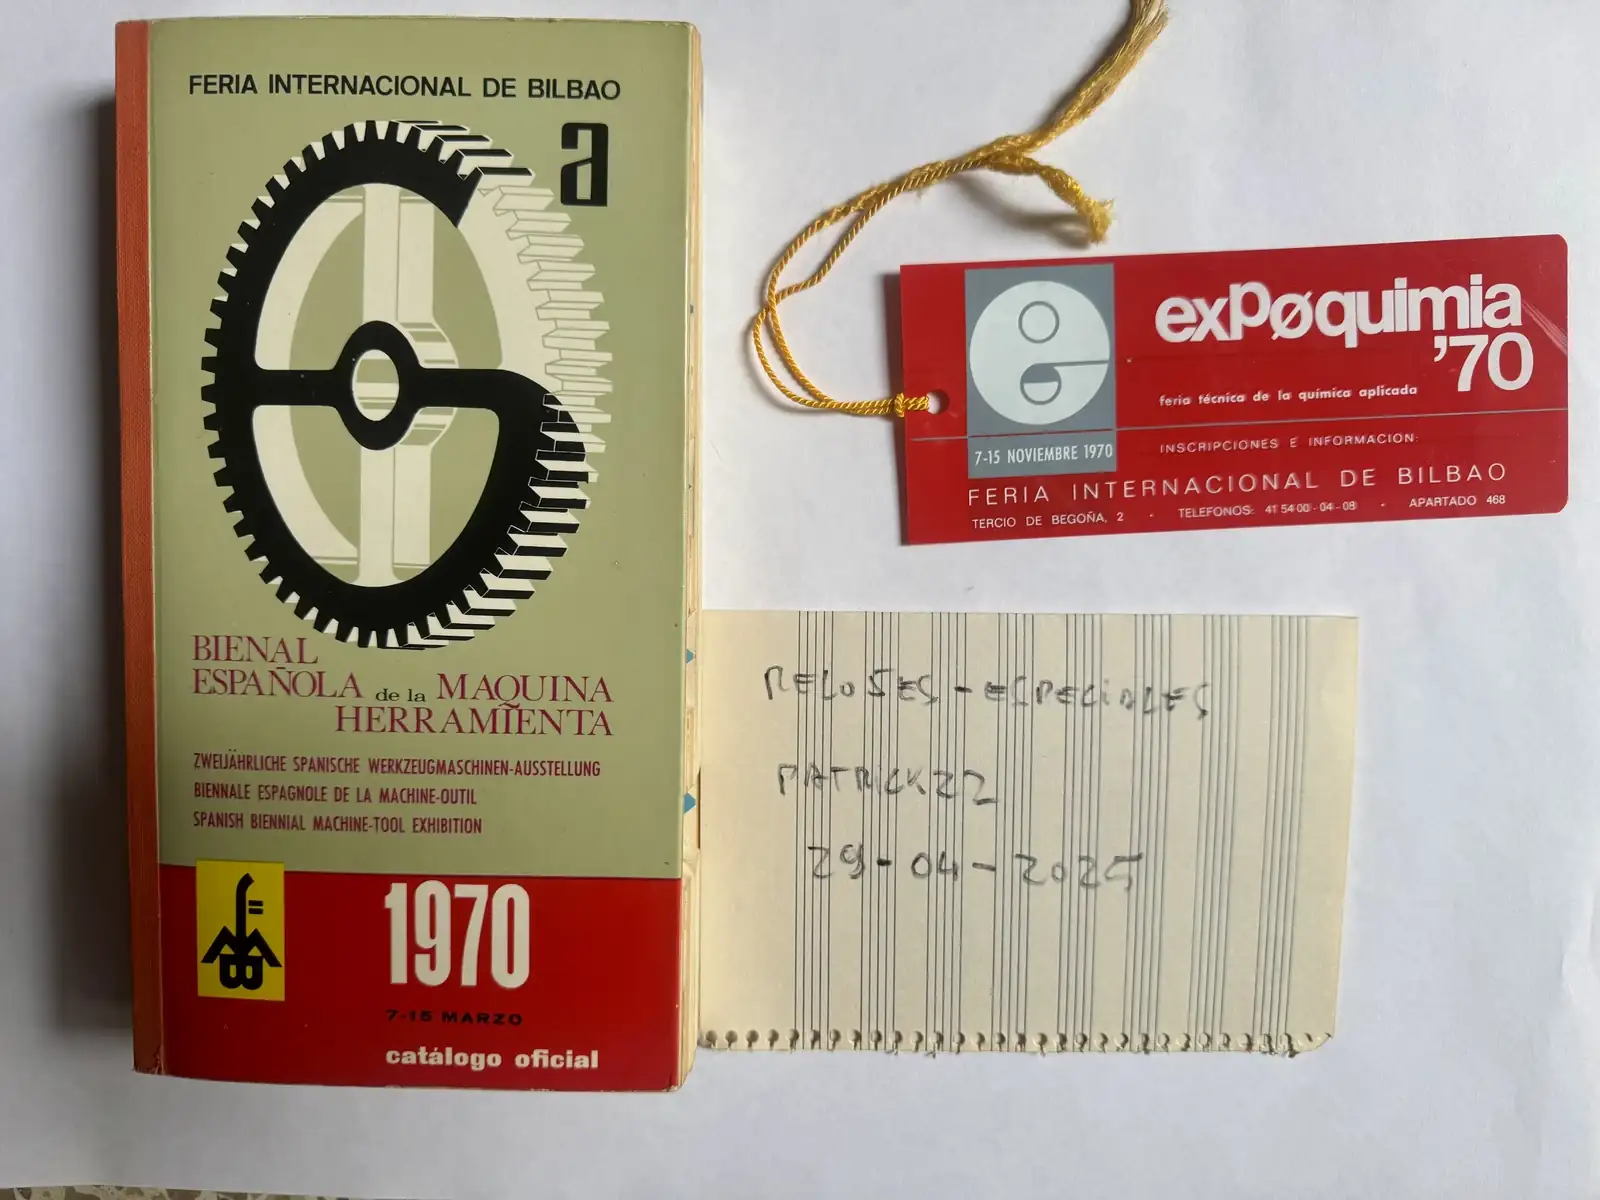 FERIA INTERNACIONAL DE BILBAO
a
BIENAL
ESPAÑOLA de la MAQUINA
HERRAMIENTA
ZWEIJÄHRLICHE SPANISCHE WERKZEUGMASCHINEN-AUSSTELLUNG
BIENNALE ESPAGNOLE DE LA MACHINE-OUTIL
SPANISH BIENNIAL MACHINE-TOOL EXHIBITION
1970
7-15 MARZO
catálogo oficial
expøquimia
'70
feria técnica de la química aplicada
7-15 NOVIEMBRE 1970
INSCRIPCIONES E INFORMACION:
FERIA INTERNACIONAL DE BILBAO
TERCIO DE BEGOÑA, 2 · TELEFONOS: 41 54 00 - 04 - 08 · APARTADO 468
RELOJES - ESPECIALES
PATRICKZZ
29-04-2025